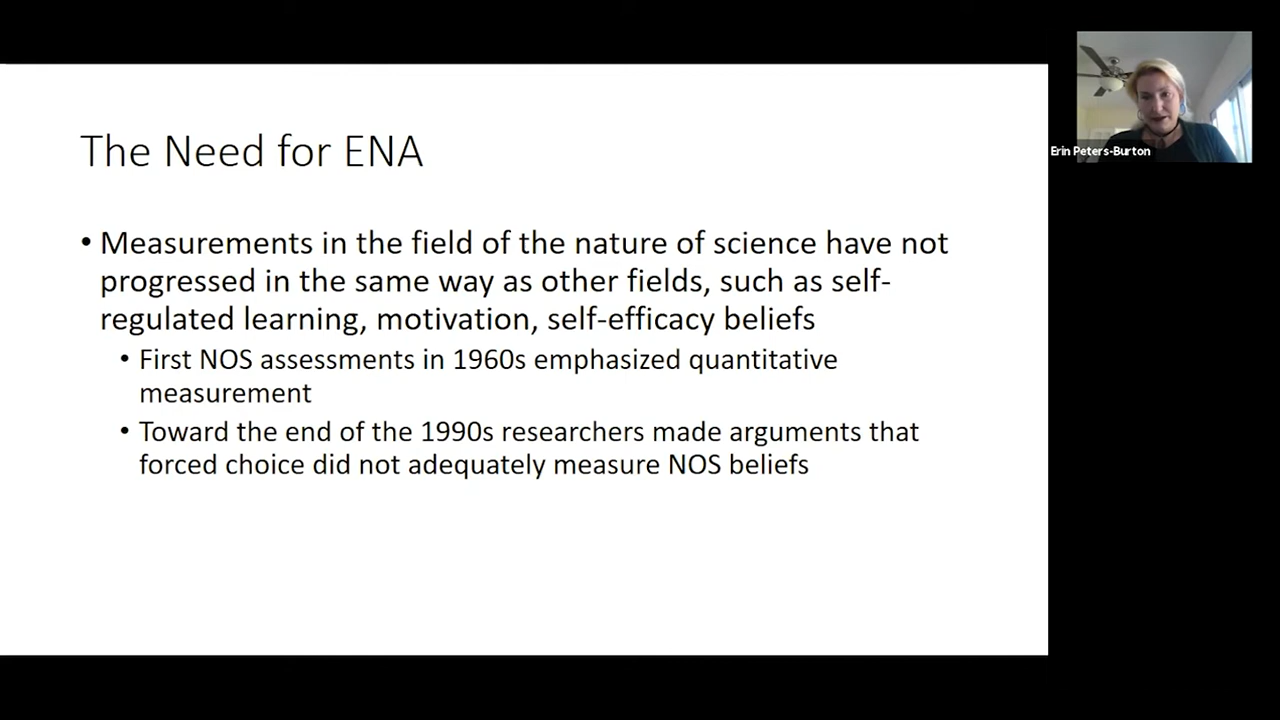 The Need for ENA
• Measurements in the field of the nature of science have not
progressed in the same way as other fields, such as self-
regulated learning, motivation, self-efficacy beliefs
• First NOS assessments in 1960s emphasized quantitative
measurement
• Toward the end of the 1990s researchers made arguments that
forced choice did not adequately measure NOS beliefs
Erin Peters-Burton